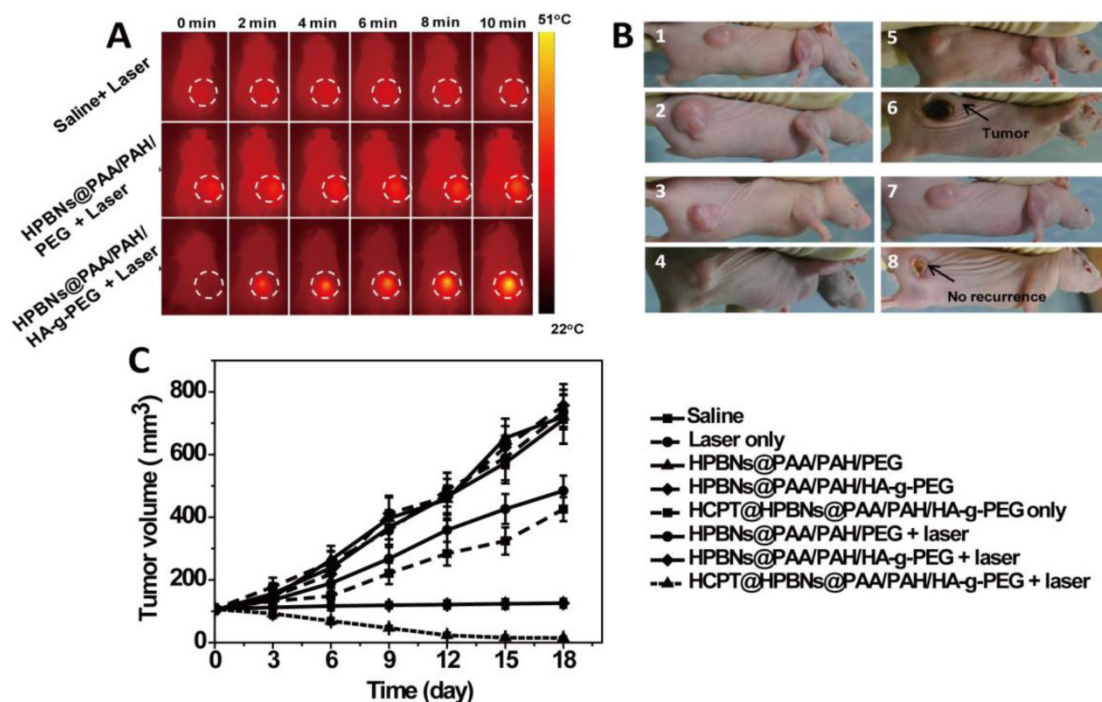 A
0 min 2 min 4 min 6 min 8 min 10 min
51°C
Saline+ Laser
HPBNs@PAA/PAH/
PEG + Laser
HPBNs@PAA/PAH/
HA-g-PEG + Laser
22°C
B
1
2
3
4
5
6
Tumor
7
8
No recurrence
C
Tumor volume ( mm3)
800
600
400
200
0
0 3 6 9 12 15 18
Time (day)
Saline
Laser only
HPBNs@PAA/PAH/PEG
HPBNs@PAA/PAH/HA-g-PEG
HCPT@HPBNs@PAA/PAH/HA-g-PEG only
HPBNs@PAA/PAH/PEG + laser
HPBNs@PAA/PAH/HA-g-PEG + laser
HCPT@HPBNs@PAA/PAH/HA-g-PEG + laser